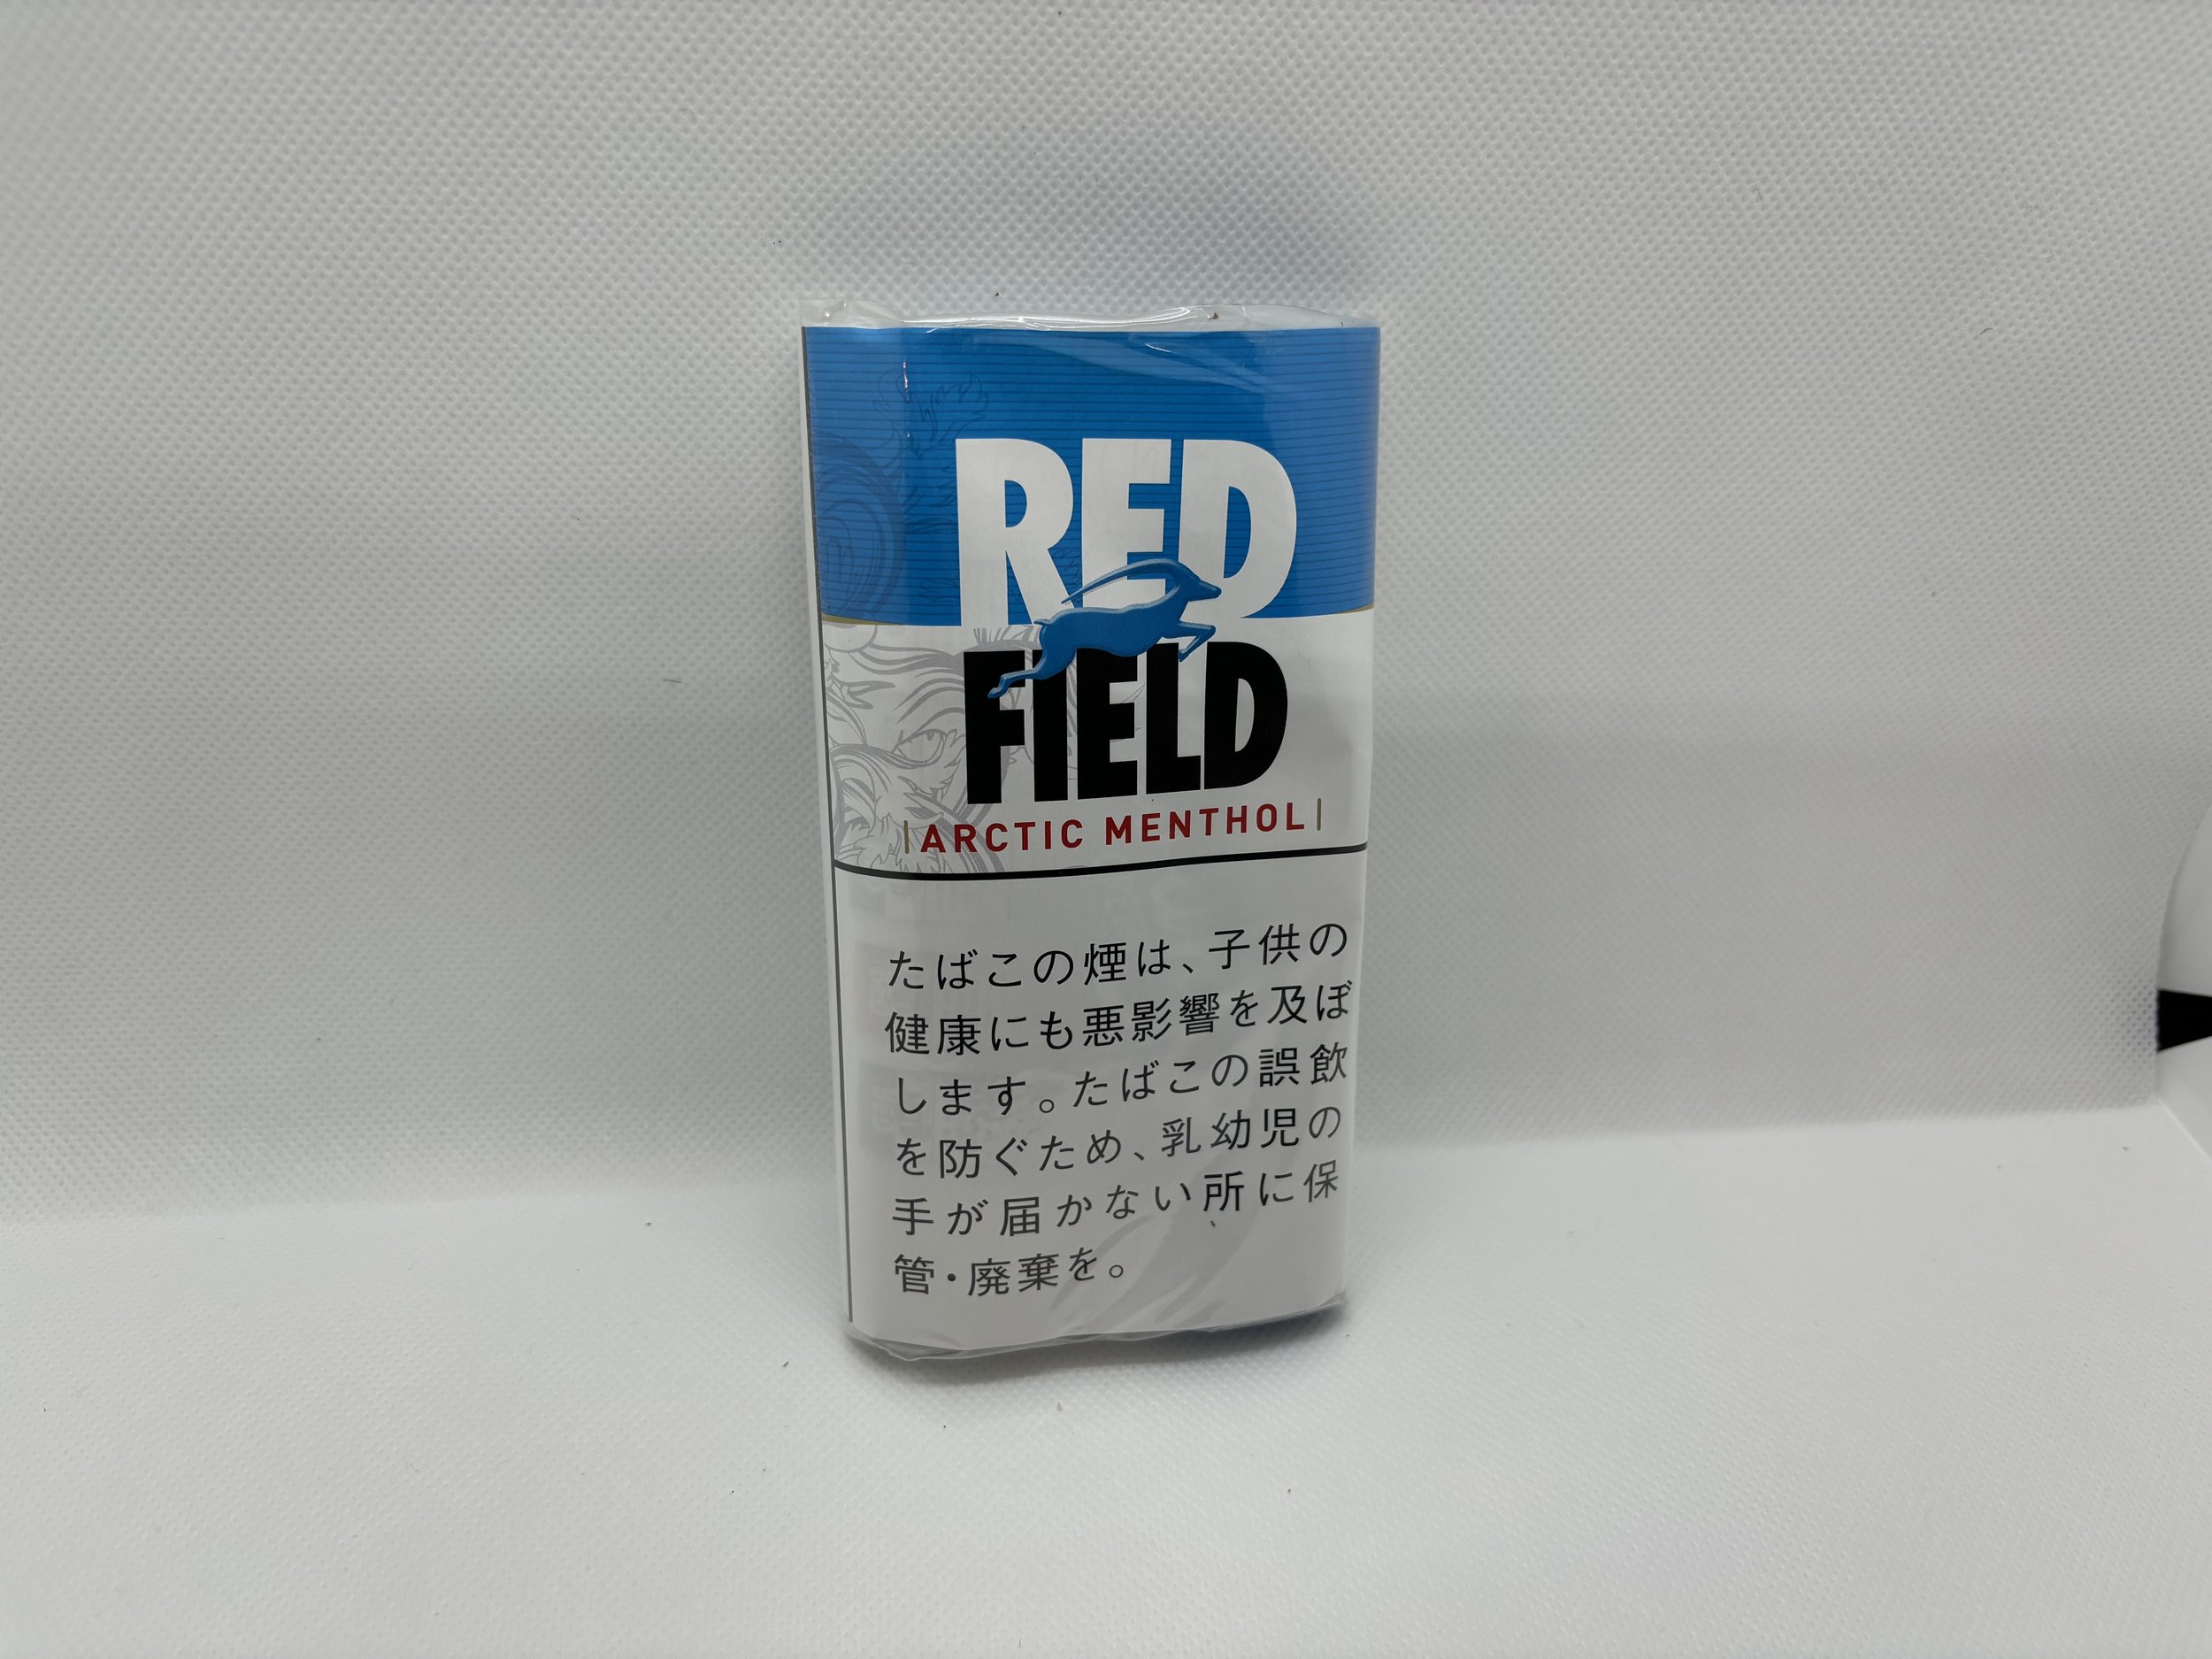 RED
FIELD
ARCTIC MENTHOL
たばこの煙は、子供の
健康にも悪影響を及ぼ
します。たばこの誤飲
を防ぐため、乳幼児の
手が届かない所に保
管・廃棄を。